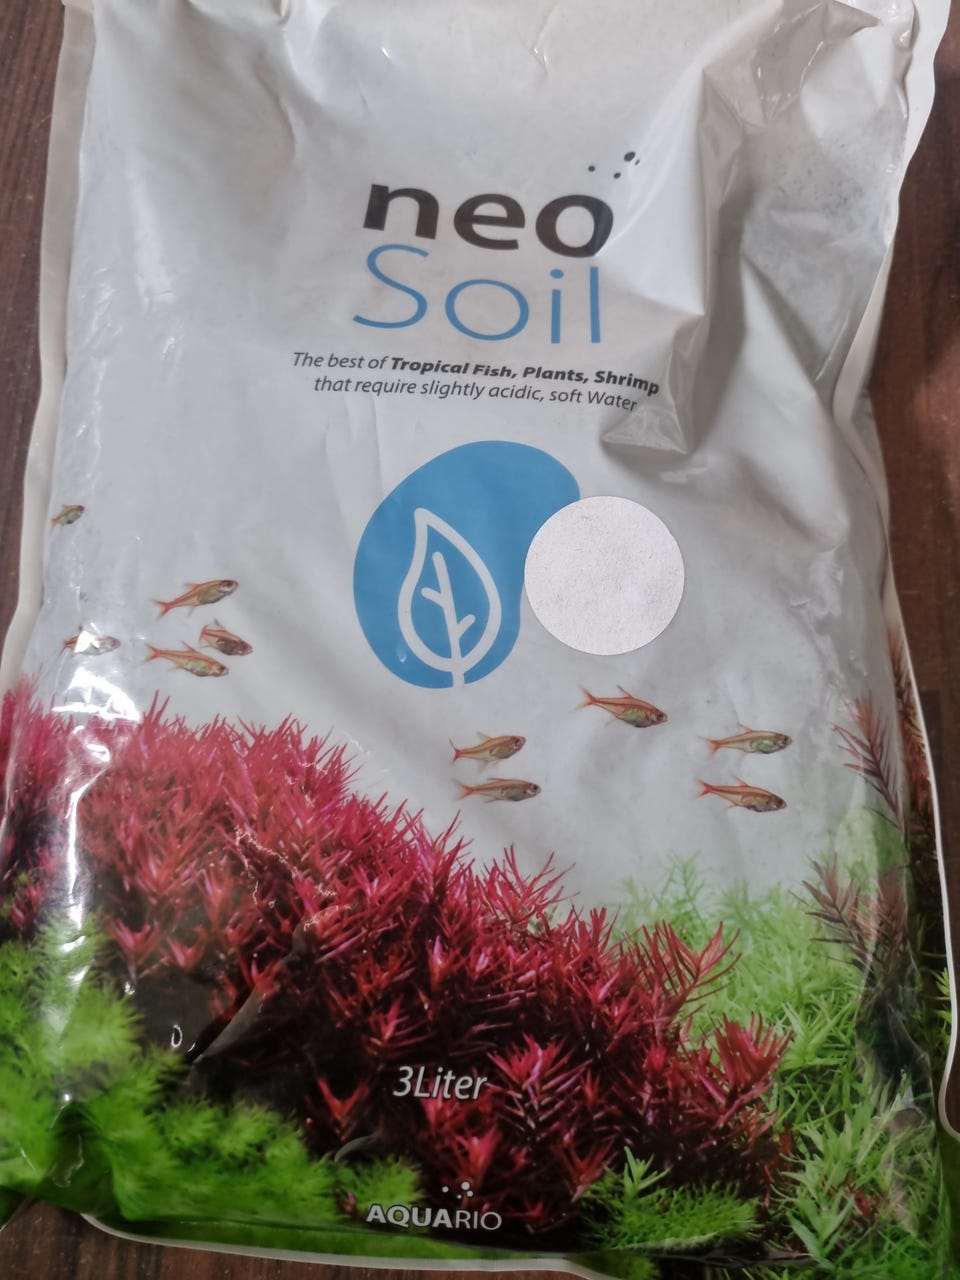 neo
Soil
The best of Tropical Fish, Plants, Shrimp
that require slightly acidic, soft Water
3Liter
AQUARIO